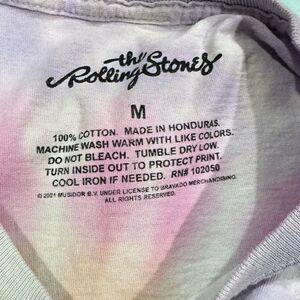 the
Rolling Stones
M
100% COTTON. MADE IN HONDURAS.
MACHINE WASH WARM WITH LIKE COLORS.
DO NOT BLEACH. TUMBLE DRY LOW.
TURN INSIDE OUT TO PROTECT PRINT.
COOL IRON IF NEEDED. RN# 102050
© 2021 MUSIDOR B.V. UNDER LICENSE TO BRAVADO MERCHANDISING.
ALL RIGHTS RESERVED.